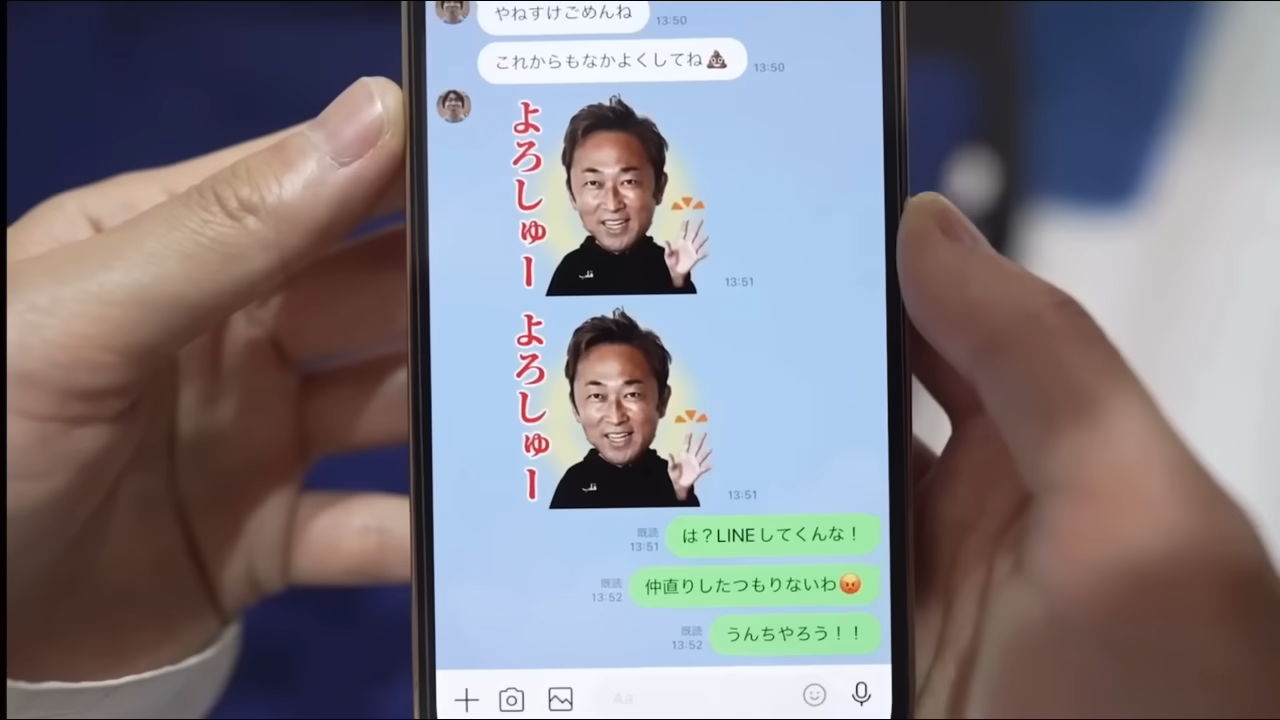 やねすけごめんね
13:50
これからもなかよくしてね💩
13:50
よろしゅー
قلب
13:51
よろしゅー
قلب
13:51
既読
13:51
は？LINEしてくんな！
既読
13:52
仲直りしたつもりないわ😡
既読
13:52
うんちやろう！！
Aa